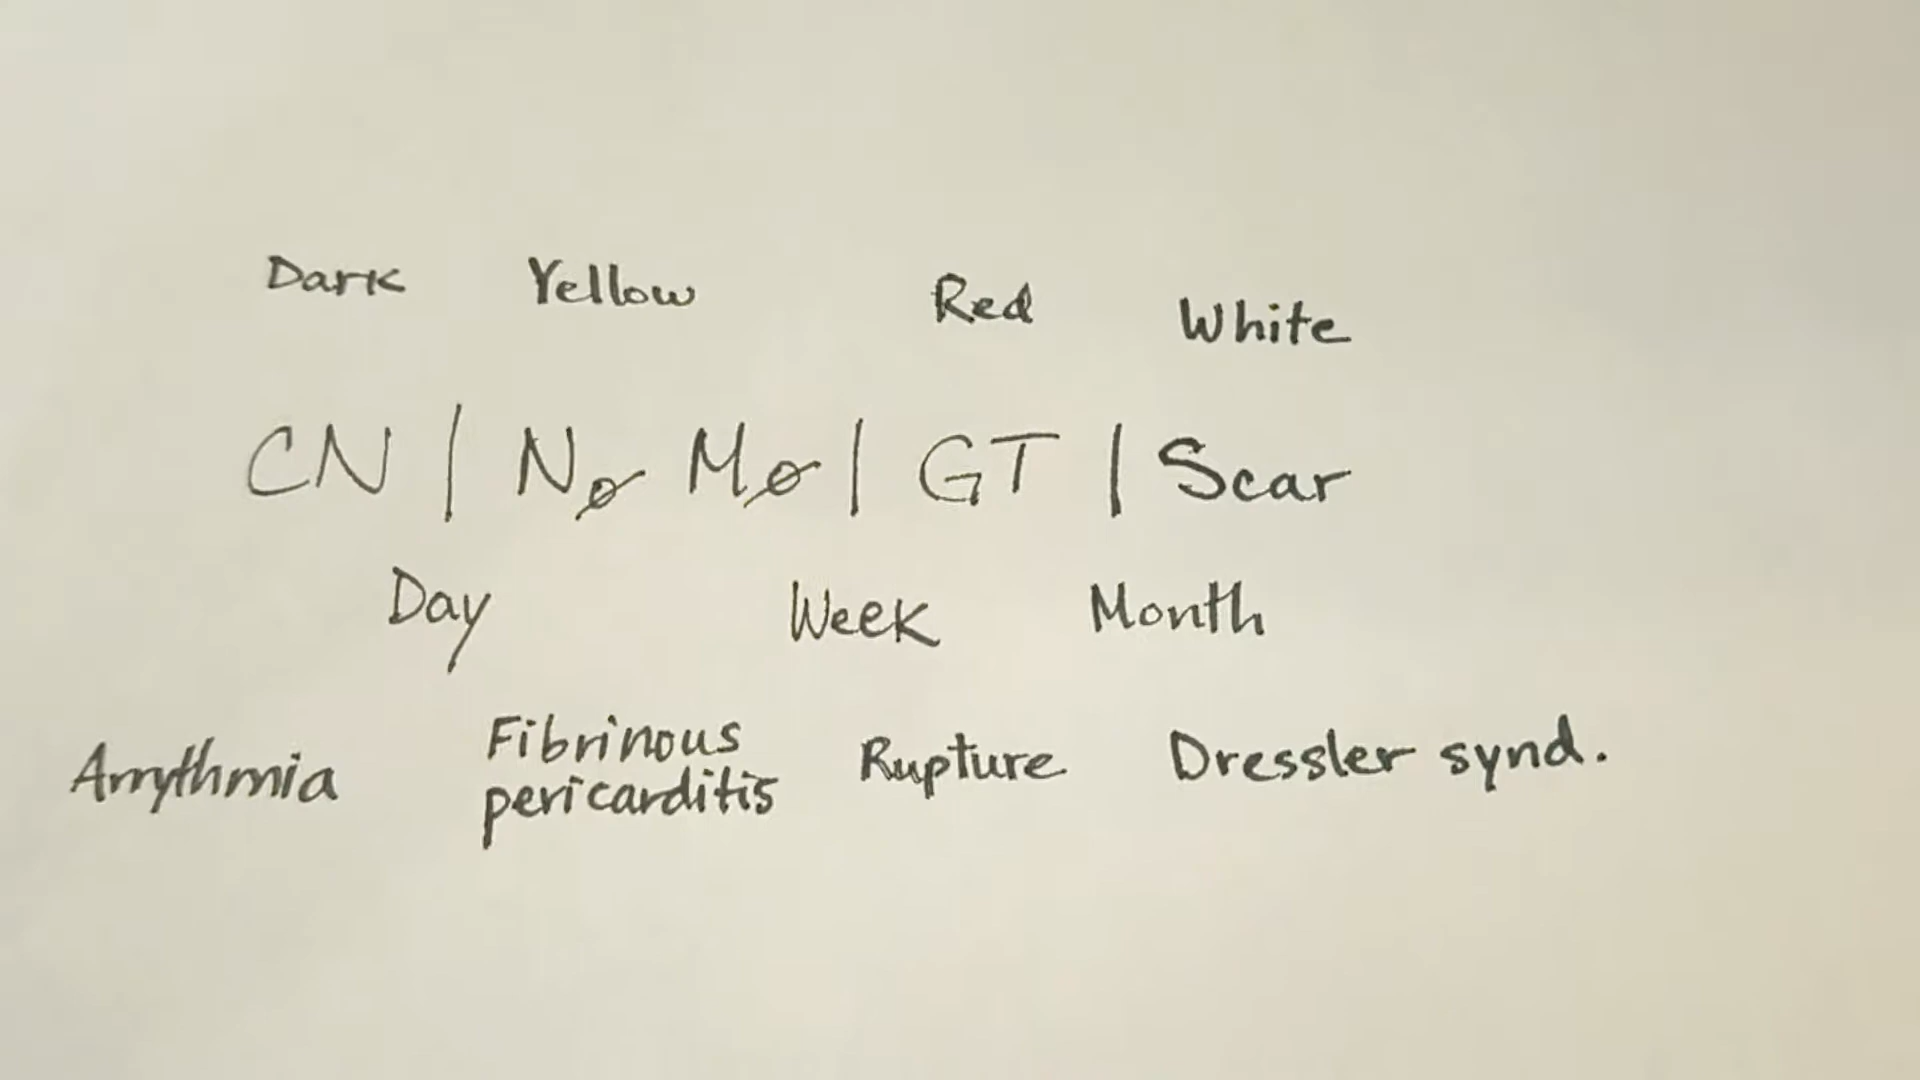 Dark Yellow Red White
CN | Nø Mø | GT | Scar
Day Week Month
Arrythmia Fibrinous pericarditis Rupture Dressler synd.